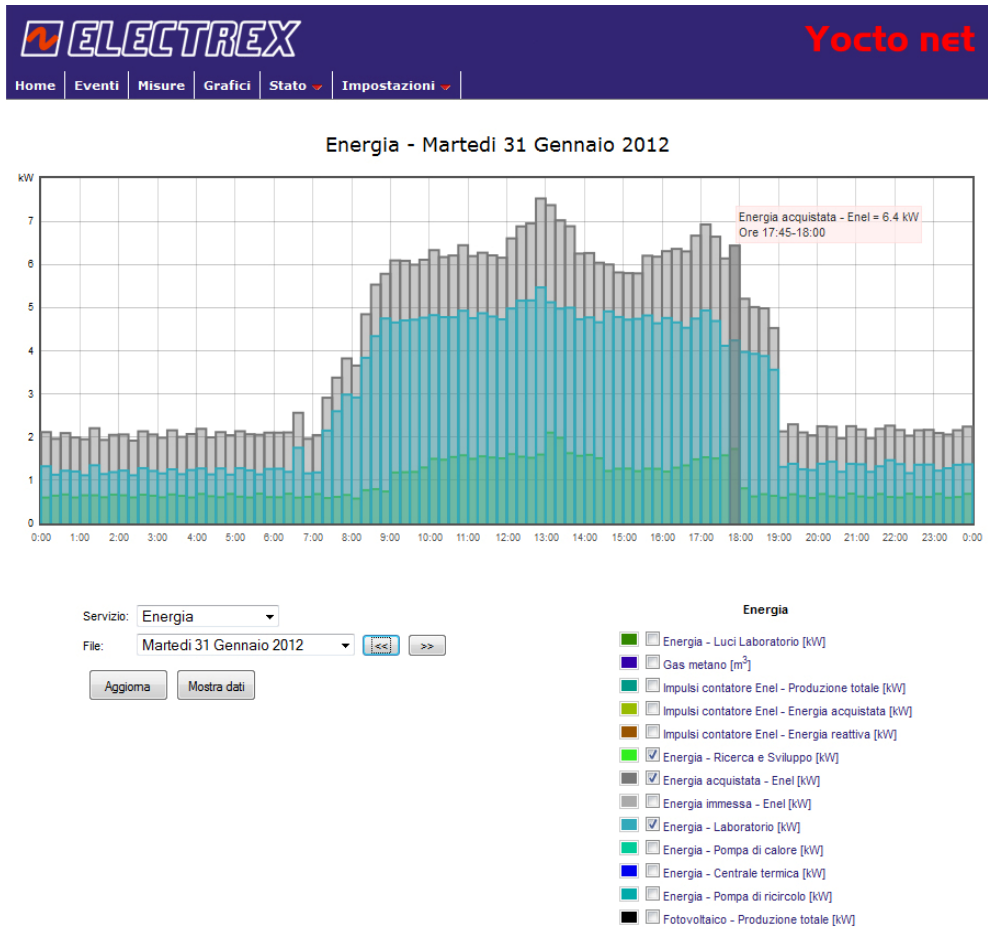 ELECTREX
Yocto net
Home Eventi Misure Grafici Stato Impostazioni
Energia - Martedi 31 Gennaio 2012
kW
Energia acquistata - Enel = 6.4 kW
Ore 17:45-18:00
7
6
5
4
3
2
1
0
0:00 1:00 2:00 3:00 4:00 5:00 6:00 7:00 8:00 9:00 10:00 11:00 12:00 13:00 14:00 15:00 16:00 17:00 18:00 19:00 20:00 21:00 22:00 23:00 0:00
Servizio: Energia
File: Martedi 31 Gennaio 2012 << >>
Aggiorna Mostra dati
Energia
Energia - Luci Laboratorio [kW]
Gas metano [m³]
Impulsi contatore Enel - Produzione totale [kW]
Impulsi contatore Enel - Energia acquistata [kW]
Impulsi contatore Enel - Energia reattiva [kW]
Energia - Ricerca e Sviluppo [kW]
Energia acquistata - Enel [kW]
Energia immessa - Enel [kW]
Energia - Laboratorio [kW]
Energia - Pompa di calore [kW]
Energia - Centrale termica [kW]
Energia - Pompa di ricircolo [kW]
Fotovoltaico - Produzione totale [kW]